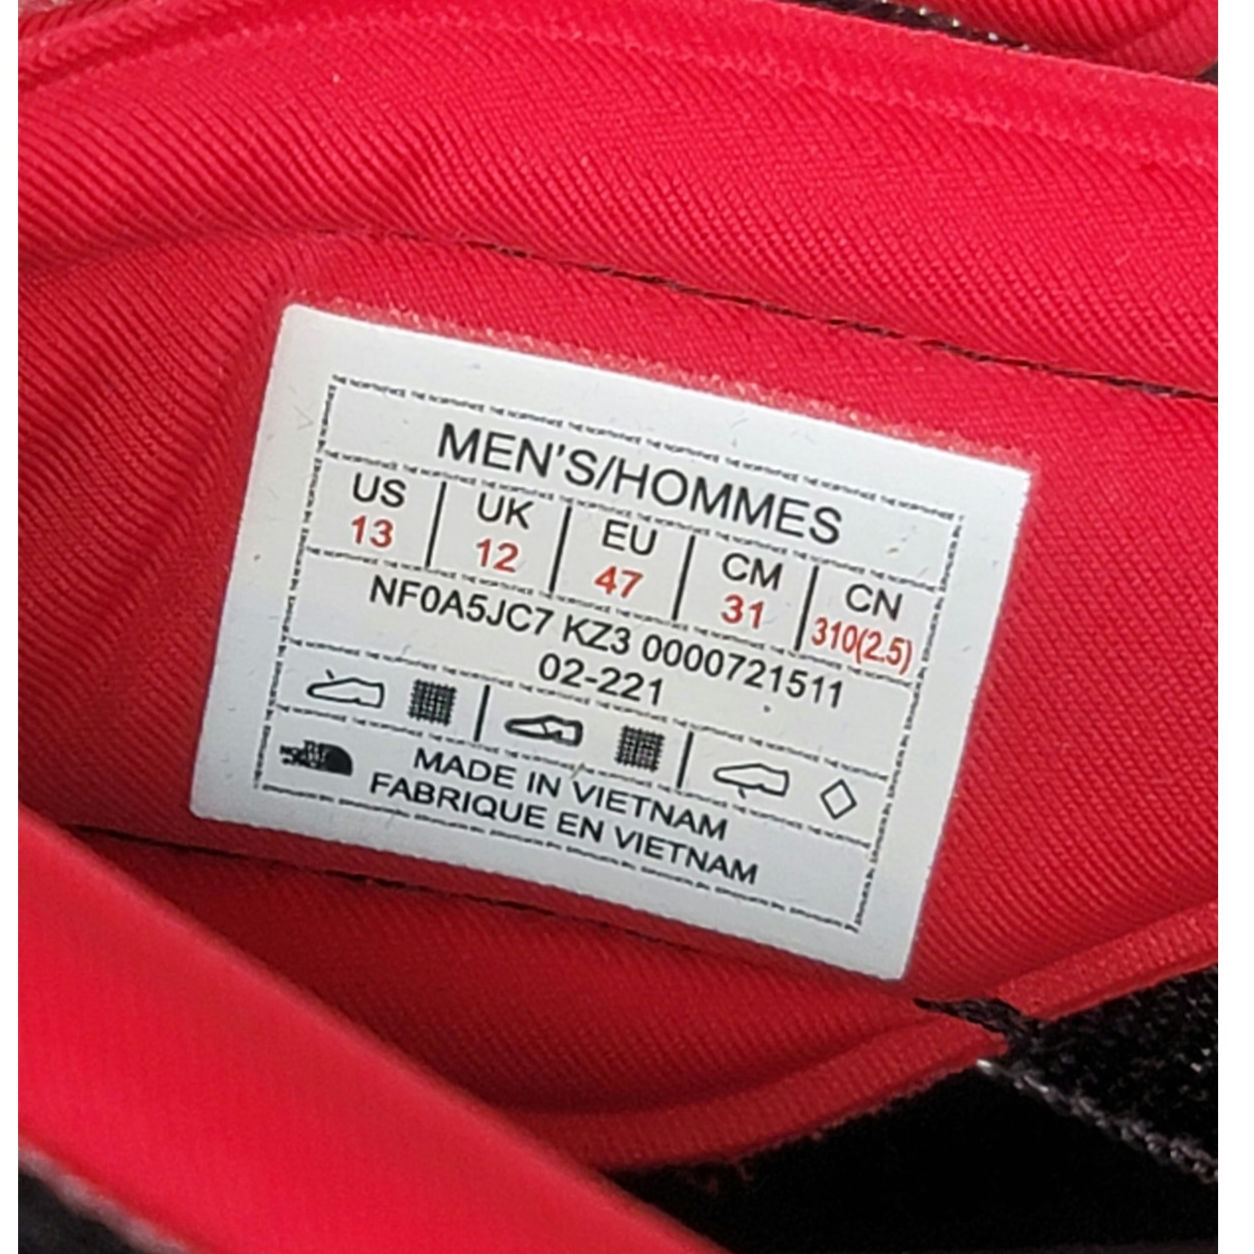 MEN'S/HOMMES
US UK EU CM CN
13 12 47 31 310(2.5)
NF0A5JC7 KZ3 0000721511
02-221
MADE IN VIETNAM
FABRIQUE EN VIETNAM